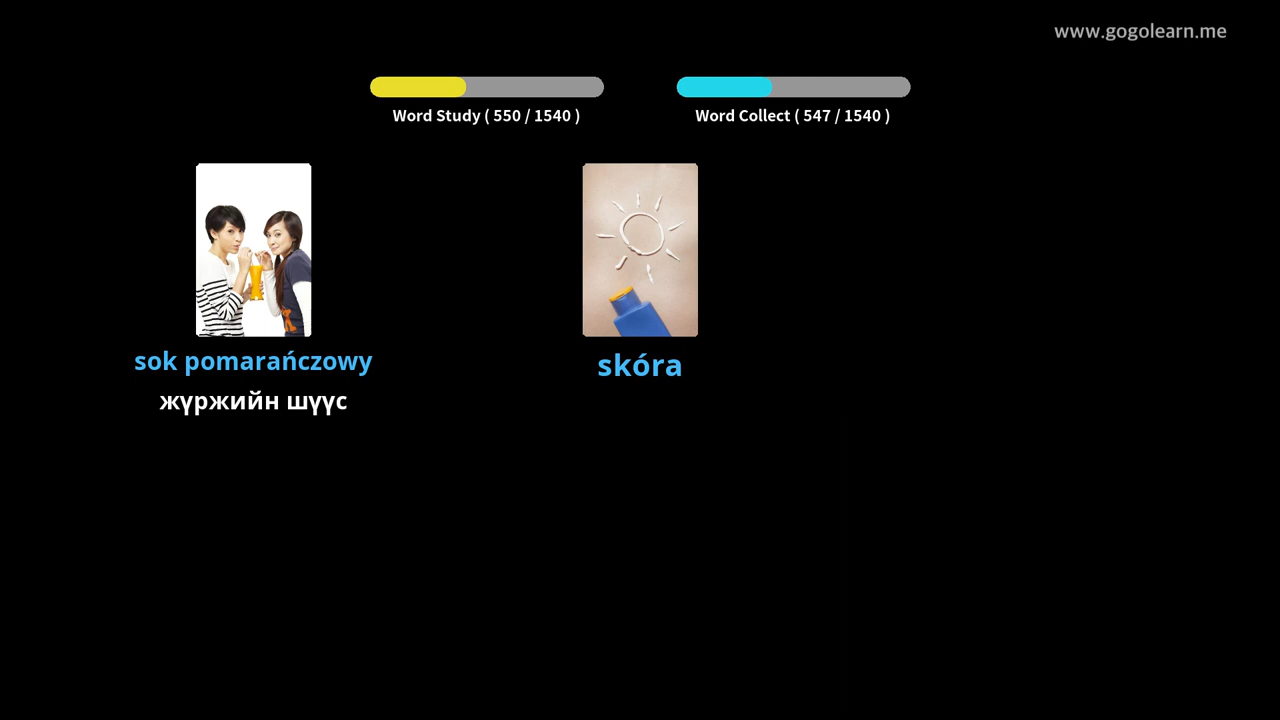 www.gogolearn.me
Word Study ( 550 / 1540 )
Word Collect ( 547 / 1540 )
sok pomarańczowy
жүржийн шүүс
skóra